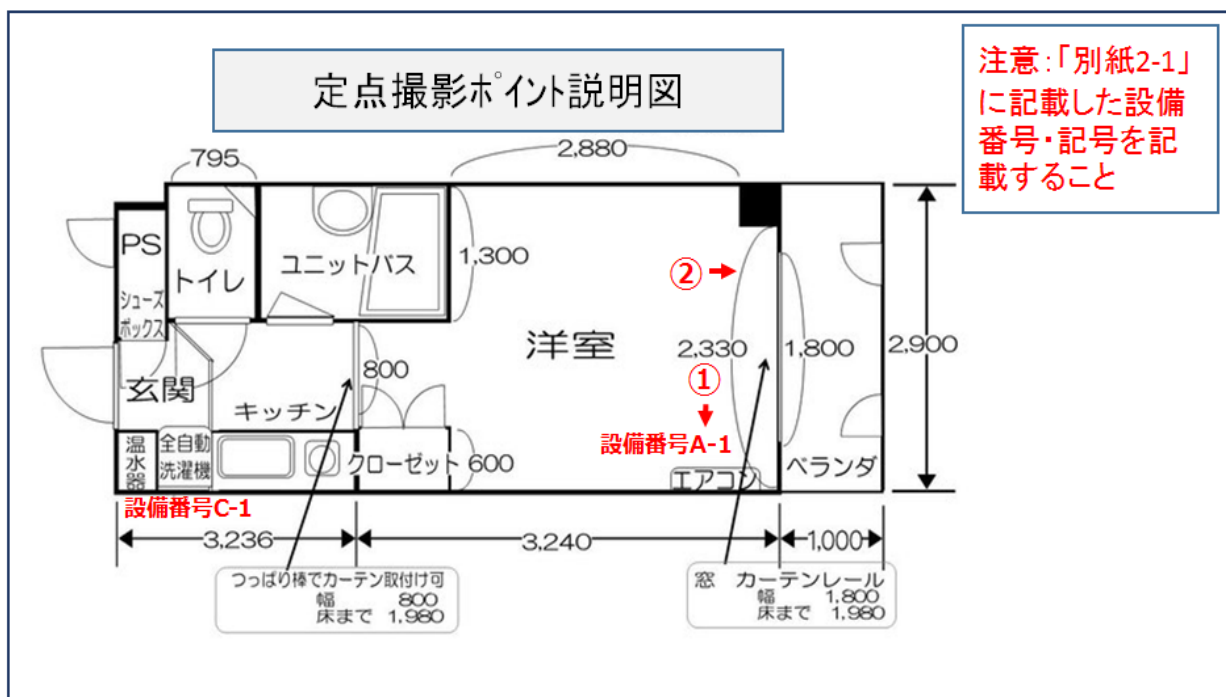 定点撮影ﾎﾟｲﾝﾄ説明図
注意：「別紙2-1」
に記載した設備
番号・記号を記
載すること
795
2,880
PS
トイレ
ユニットバス
1,300
シューズ
ボックス
②
洋室
2,330
1,800
2,900
玄関
800
①
キッチン
設備番号A-1
温水器
全自動
洗濯機
クローゼット
600
エアコン
ベランダ
設備番号C-1
3,236
3,240
1,000
つっぱり棒でカーテン取付け可
幅 800
床まで 1,980
窓 カーテンレール
幅 1,800
床まで 1,980